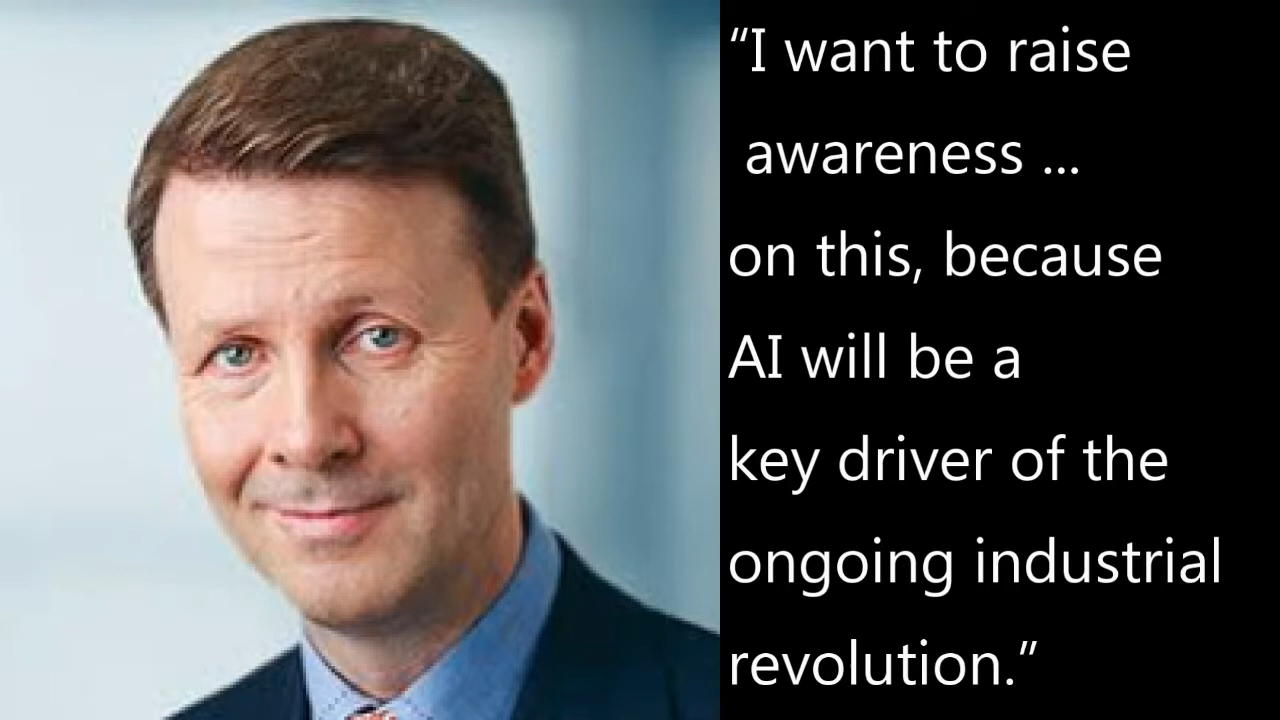 “I want to raise
awareness ...
on this, because
AI will be a
key driver of the
ongoing industrial
revolution.”